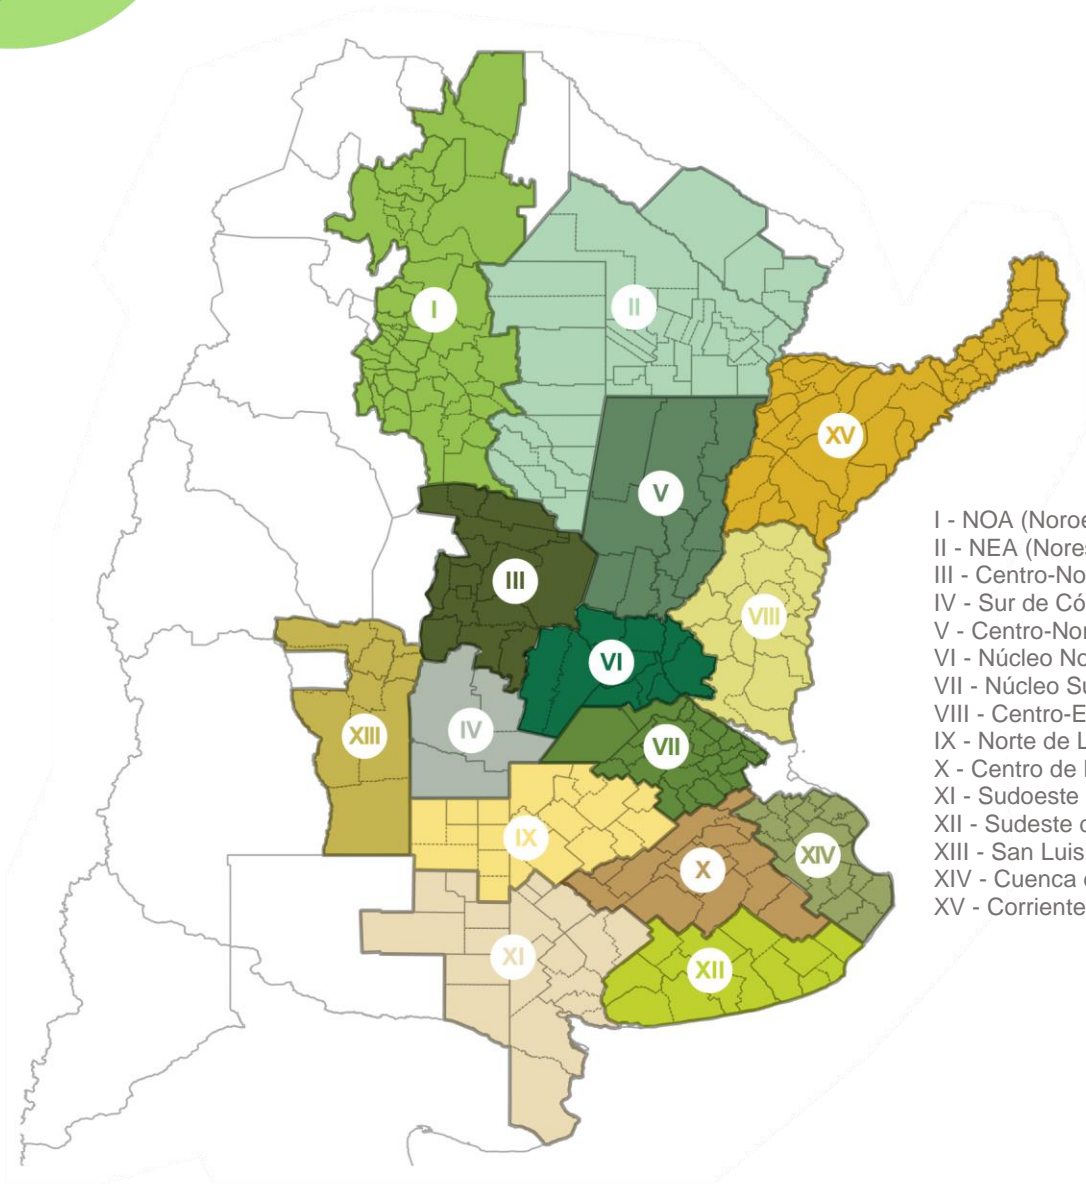 I
II
XV
V
III
VIII
VI
XIII
IV
VII
IX
XIV
X
XI
XII
I - NOA (Noroe
II - NEA (Nores
III - Centro-No
IV - Sur de Có
V - Centro-Nor
VI - Núcleo No
VII - Núcleo Su
VIII - Centro-E
IX - Norte de L
X - Centro de
XI - Sudoeste
XII - Sudeste
XIII - San Luis
XIV - Cuenca
XV - Corriente